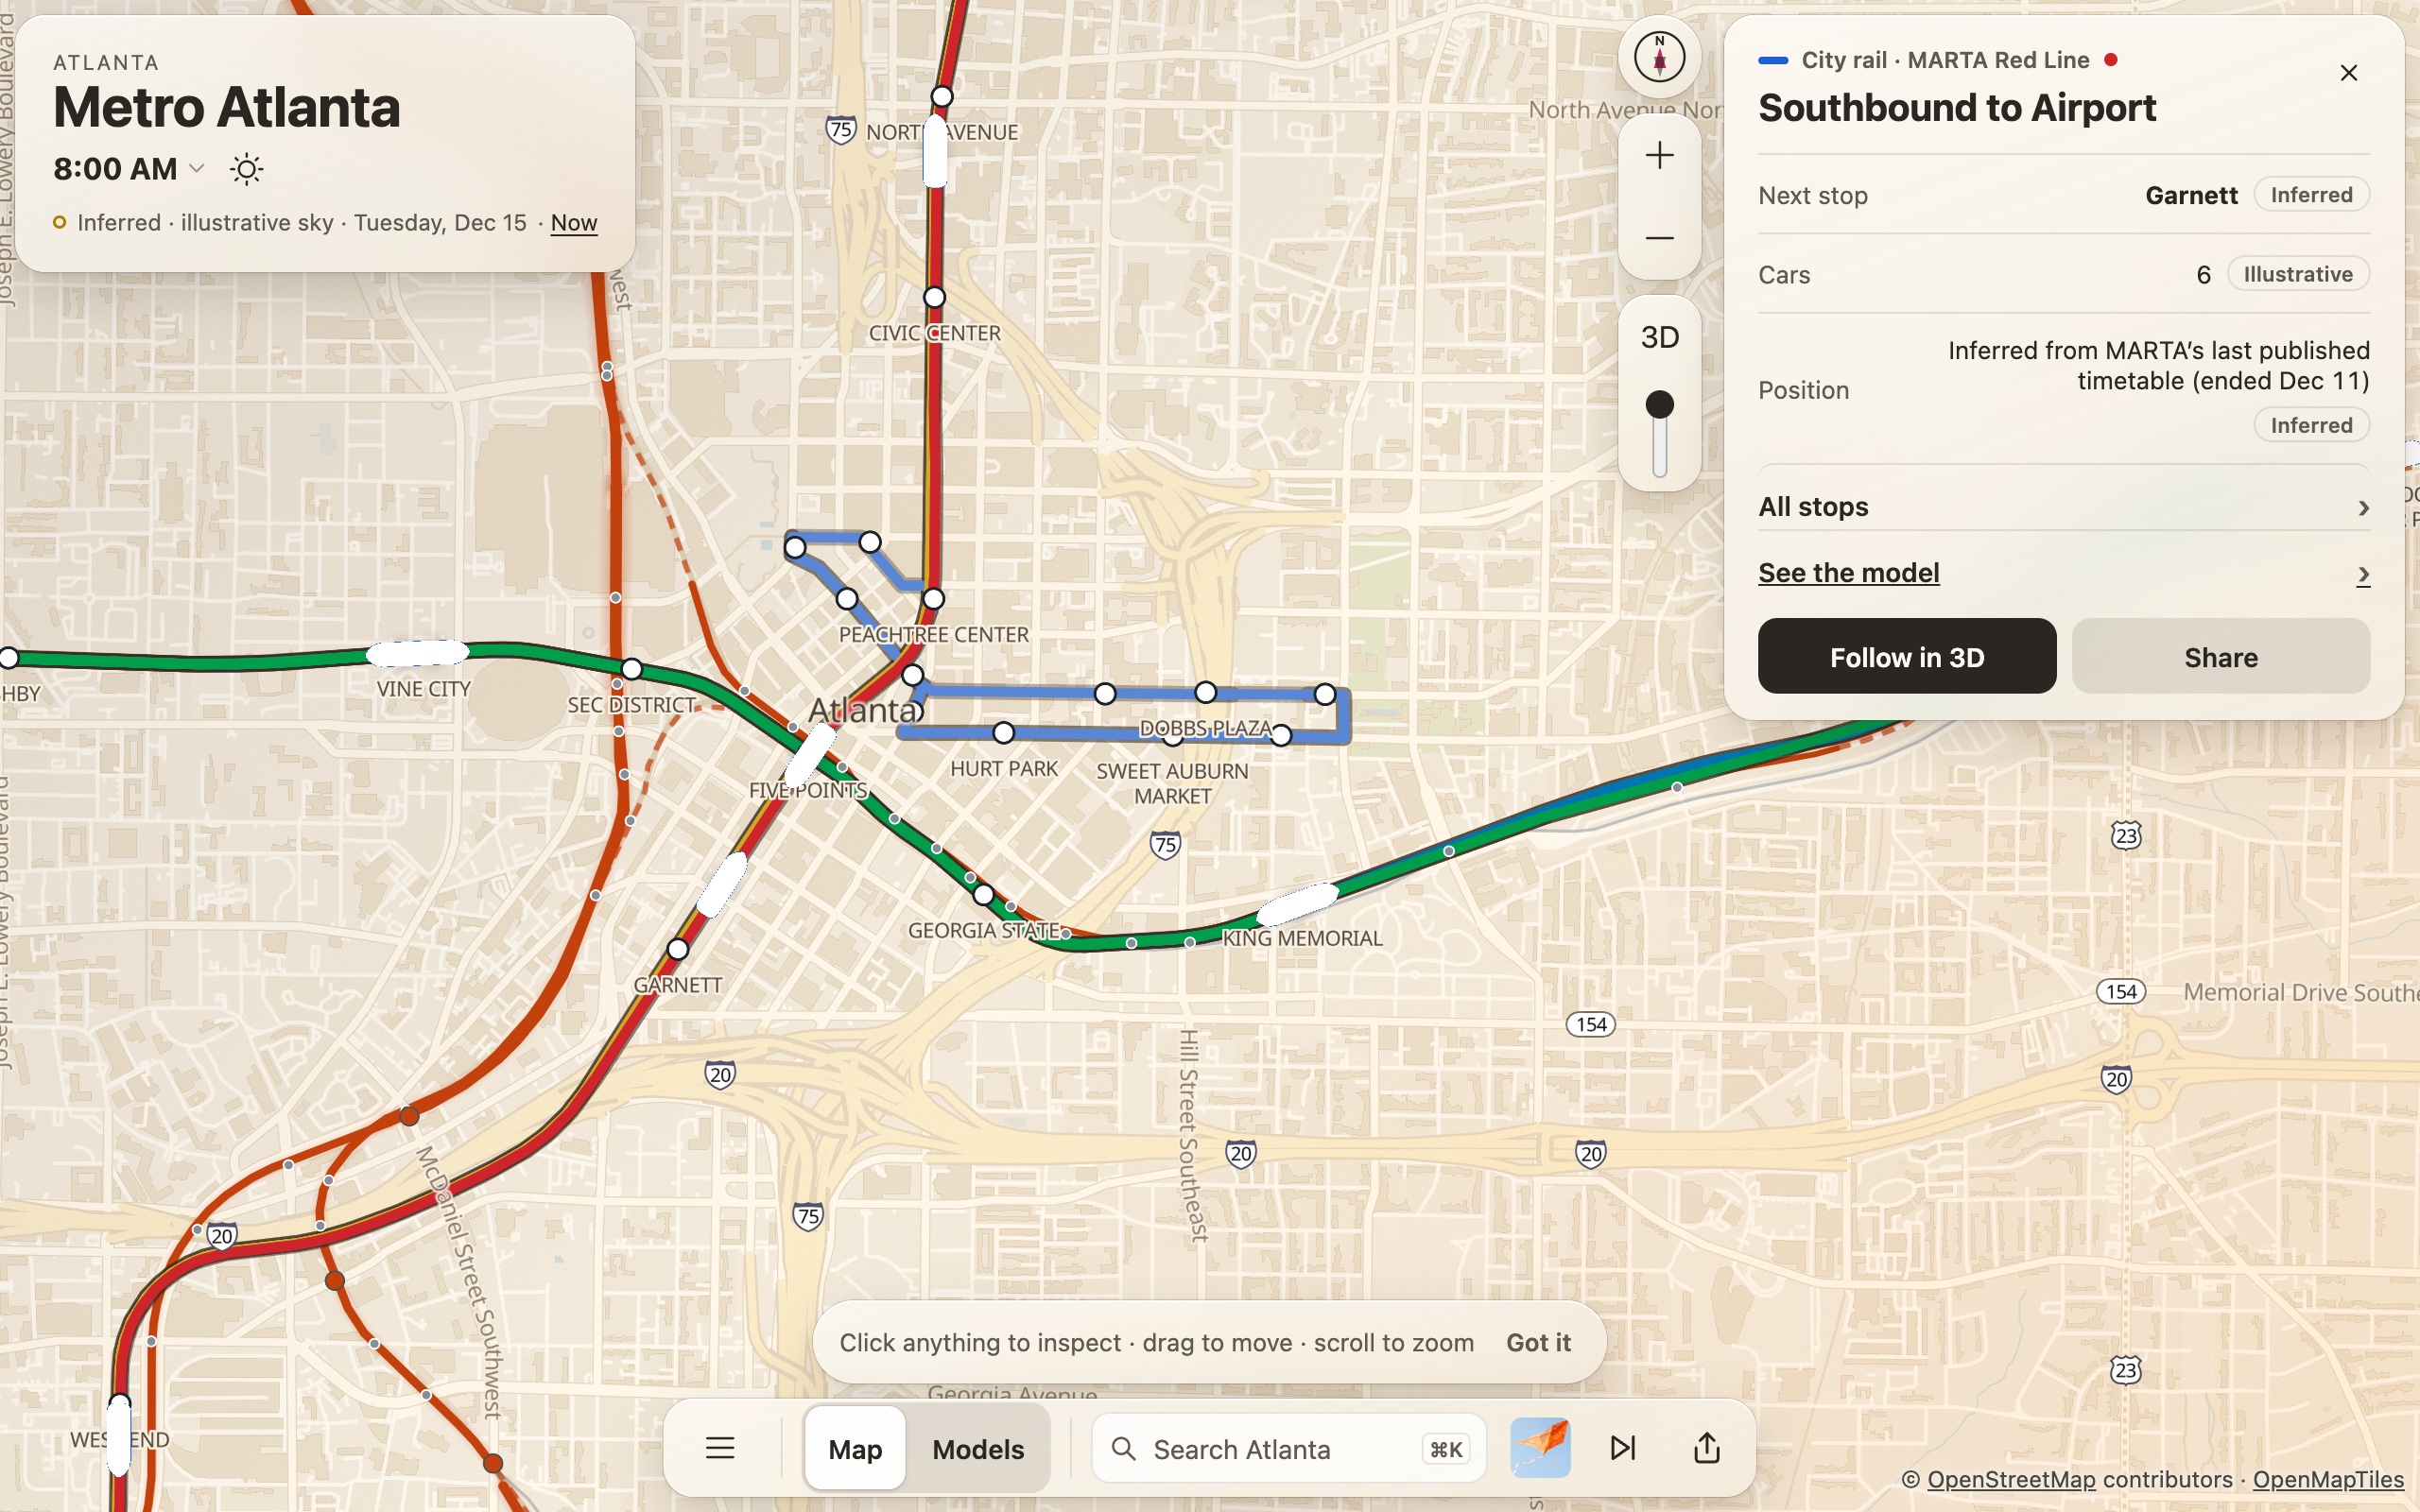 ATLANTA
Metro Atlanta
8:00 AM
Inferred · illustrative sky · Tuesday, Dec 15 · Now
N
3D
City rail · MARTA Red Line
Southbound to Airport
Next stop
Garnett
Inferred
Cars
6
Illustrative
Position
Inferred from MARTA's last published
timetable (ended Dec 11)
Inferred
All stops
See the model
Follow in 3D
Share
75
CIVIC CENTER
PEACHTREE CENTER
VINE CITY
SEC DISTRICT
Atlanta
DOBBS PLAZA
HURT PARK
SWEET AUBURN
MARKET
FIVE POINTS
75
23
GEORGIA STATE
KING MEMORIAL
GARNETT
154
Memorial Drive
154
20
20
Hill Street Southeast
20
20
McDaniel Street Southwest
75
20
23
Georgia Avenue
Click anything to inspect · drag to move · scroll to zoom
Got it
Map
Models
Search Atlanta
⌘K
© OpenStreetMap contributors · OpenMapTiles